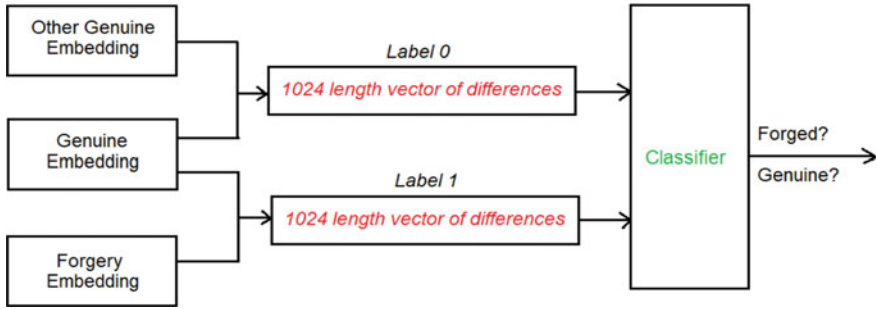 Other Genuine
Embedding
Label 0
1024 length vector of differences
Genuine
Embedding
Classifier
Forged?
Genuine?
Label 1
1024 length vector of differences
Forgery
Embedding